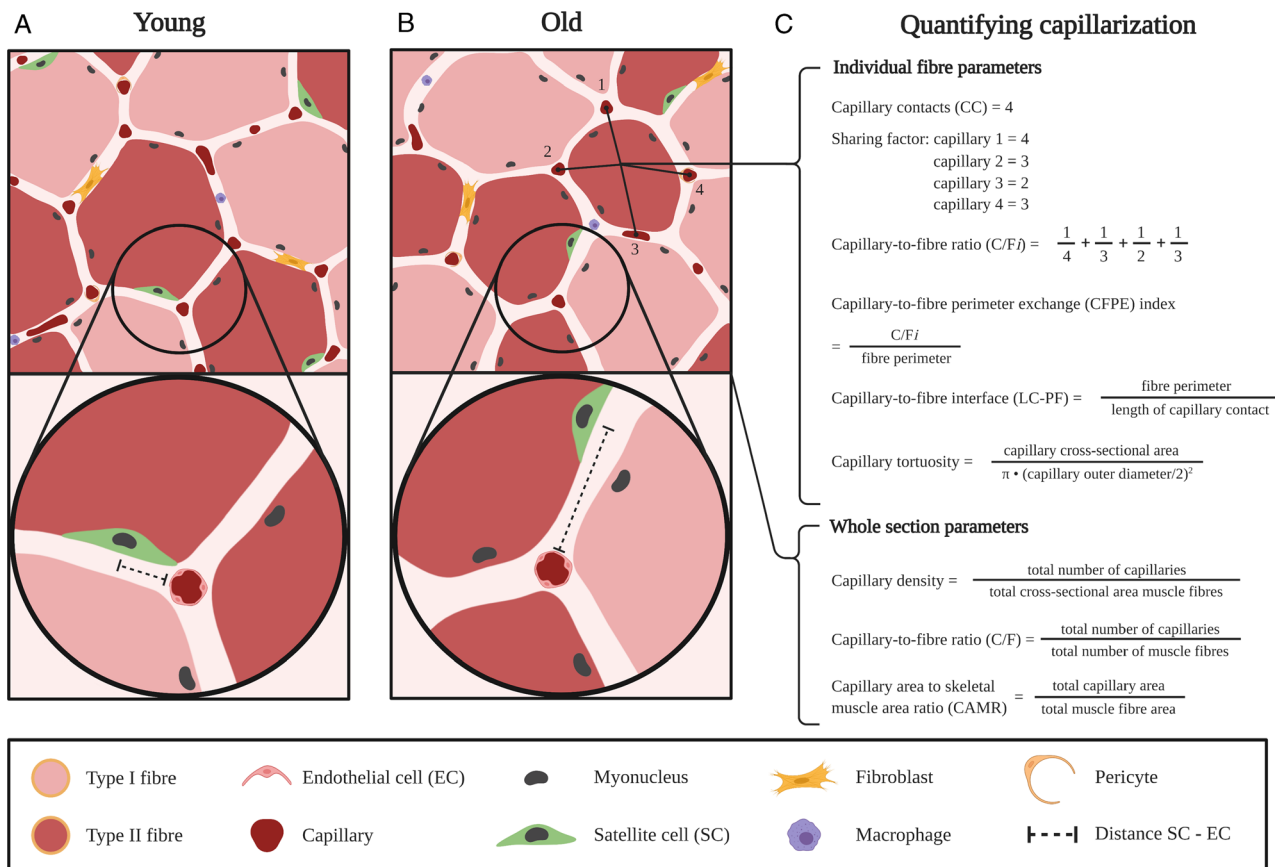 A Young
B Old
C Quantifying capillarization
1
2
3
4
Individual fibre parameters
Capillary contacts (CC) = 4
Sharing factor: capillary 1 = 4
capillary 2 = 3
capillary 3 = 2
capillary 4 = 3
Capillary-to-fibre ratio (C/Fi) = 1/4 + 1/3 + 1/2 + 1/3
Capillary-to-fibre perimeter exchange (CFPE) index
= C/Fi
fibre perimeter
Capillary-to-fibre interface (LC-PF) = fibre perimeter
length of capillary contact
Capillary tortuosity = capillary cross-sectional area
π • (capillary outer diameter/2)²
Whole section parameters
Capillary density = total number of capillaries
total cross-sectional area muscle fibres
Capillary-to-fibre ratio (C/F) = total number of capillaries
total number of muscle fibres
Capillary area to skeletal
muscle area ratio (CAMR) = total capillary area
total muscle fibre area
Type I fibre
Endothelial cell (EC)
Myonucleus
Fibroblast
Pericyte
Type II fibre
Capillary
Satellite cell (SC)
Macrophage
Distance SC - EC